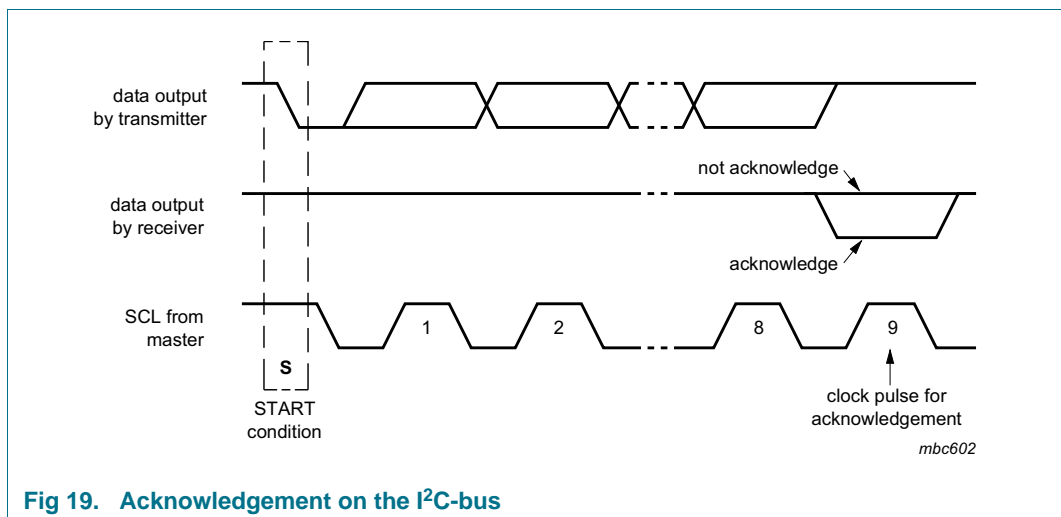 data output
by transmitter
not acknowledge
data output
by receiver
acknowledge
SCL from
master
1
2
8
9
S
START
condition
clock pulse for
acknowledgement
mbc602
Fig 19. Acknowledgement on the I²C-bus